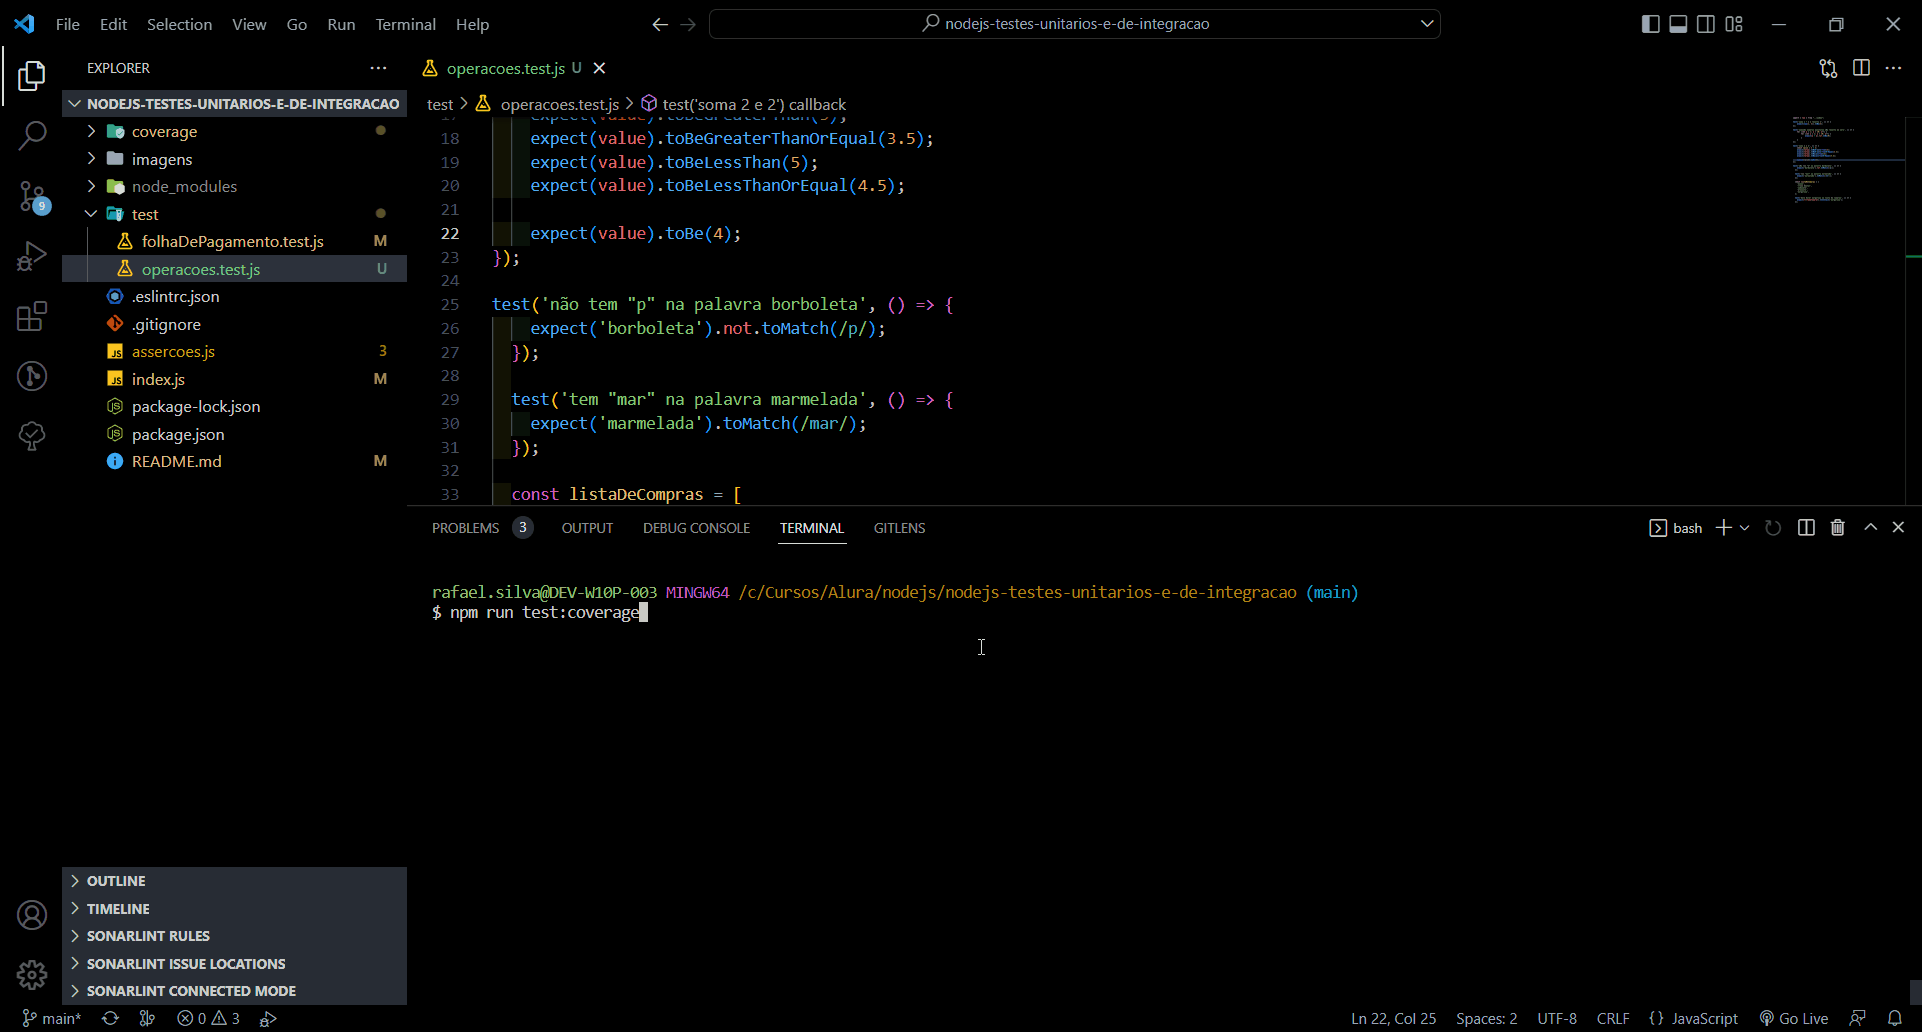 File Edit Selection View Go Run Terminal Help
nodejs-testes-unitarios-e-de-integracao
EXPLORER
NODEJS-TESTES-UNITARIOS-E-DE-INTEGRACAO
coverage
imagens
node_modules
test
folhaDePagamento.test.js M
operacoes.test.js U
.eslintrc.json
.gitignore
JS assercoes.js 3
JS index.js M
package-lock.json
package.json
README.md M
OUTLINE
TIMELINE
SONARLINT RULES
SONARLINT ISSUE LOCATIONS
SONARLINT CONNECTED MODE
9
operacoes.test.js U
test > operacoes.test.js > test('soma 2 e 2') callback
18 expect(value).toBeGreaterThanOrEqual(3.5);
19 expect(value).toBeLessThan(5);
20 expect(value).toBeLessThanOrEqual(4.5);
21
22 expect(value).toBe(4);
23 });
24
25 test('não tem "p" na palavra borboleta', () => {
26 expect('borboleta').not.toMatch(/p/);
27 });
28
29 test('tem "mar" na palavra marmelada', () => {
30 expect('marmelada').toMatch(/mar/);
31 });
32
33 const listaDeCompras = [
PROBLEMS 3 OUTPUT DEBUG CONSOLE TERMINAL GITLENS
bash
rafael.silva@DEV-W10P-003 MINGW64 /c/Cursos/Alura/nodejs/nodejs-testes-unitarios-e-de-integracao (main)
$ npm run test:coverage
main* 0 3
Ln 22, Col 25 Spaces: 2 UTF-8 CRLF {} JavaScript Go Live